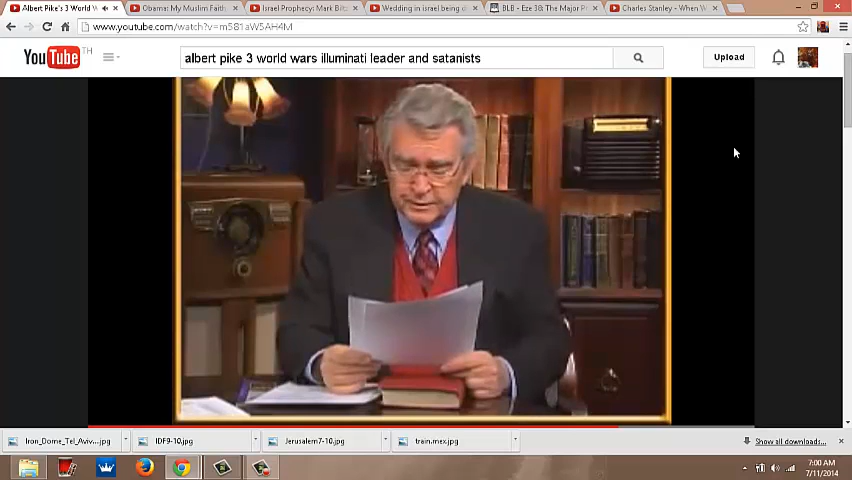 Albert Pike's 3 World W
Obama: My Muslim Faith
Israel Prophecy: Mark Bilt
Wedding in israel being d
BLB - Eze 38: The Major Pr
Charles Stanley - When W
www.youtube.com/watch?v=m581aW5AH4M
YouTube TH
albert pike 3 world wars illuminati leader and satanists
Upload
Iron_Dome_Tel_Aviv....jpg
IDF9-10.jpg
Jerusalem7-10.jpg
train.mex.jpg
Show all downloads...
7:00 AM
7/11/2014